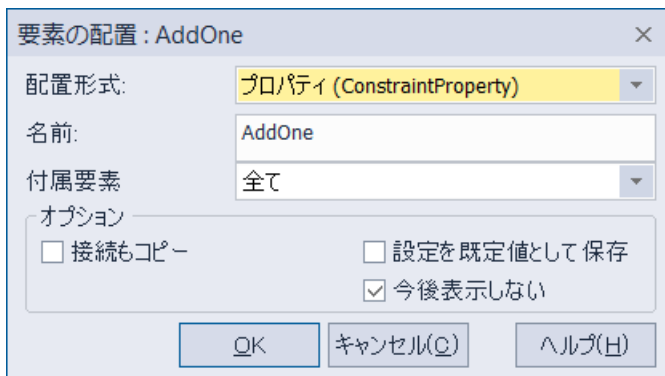 要素の配置 : AddOne
配置形式: プロパティ (ConstraintProperty)
名前: AddOne
付属要素 全て
オプション
接続もコピー 設定を既定値として保存
今後表示しない
OK キャンセル(C) ヘルプ(H)